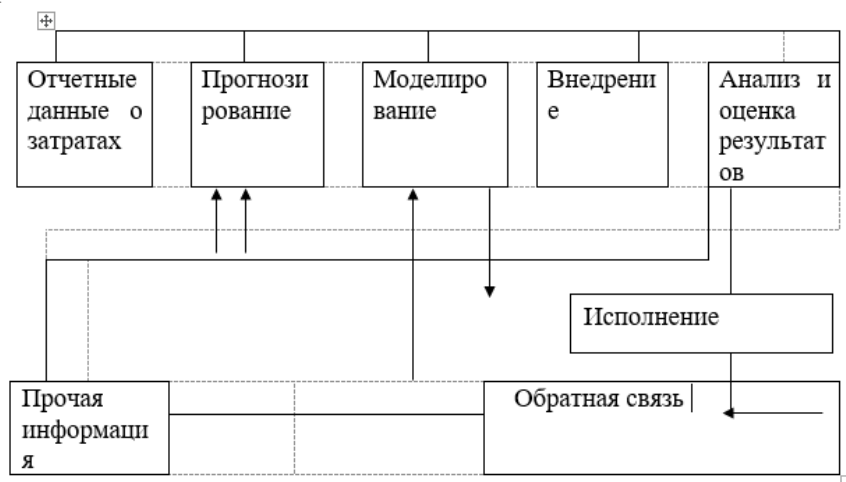 Отчетные
данные о
затратах
Прогнози
рование
Моделиро
вание
Внедрени
е
Анализ и
оценка
результат
ов
Исполнение
Прочая
информаци
я
Обратная связь